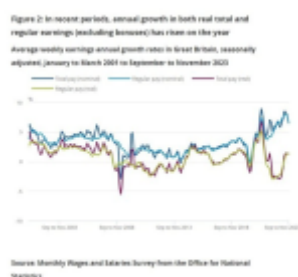 Figure 2: In recent periods, annual growth in both real total and
regular earnings (excluding bonuses) has risen on the year
Average weekly earnings annual growth rates in Great Britain, seasonally
adjusted, January to March 2001 to September to November 2023
Total pay (nominal) Regular pay (nominal) Total pay (real)
Regular pay (real)
%
Source: Monthly Wages and Salaries Survey from the Office for National
Statistics